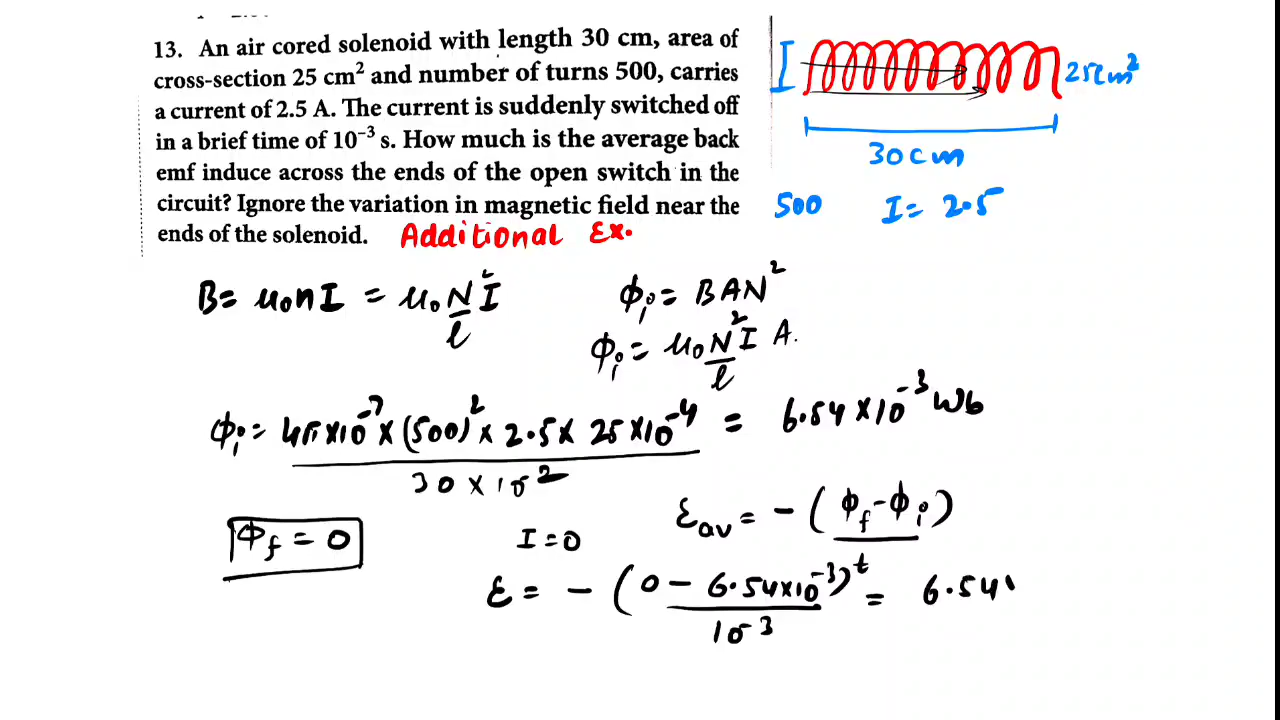 13. An air cored solenoid with length 30 cm, area of
cross-section 25 cm² and number of turns 500, carries
a current of 2.5 A. The current is suddenly switched off
in a brief time of 10⁻³ s. How much is the average back
emf induce across the ends of the open switch in the
circuit? Ignore the variation in magnetic field near the
ends of the solenoid. Additional Ex.
I 25cm²
30cm
500 I = 2.5
B = μ₀nI = μ₀N²I/l
ϕᵢ = BAN²
ϕᵢ = μ₀N²I A./l
ϕᵢ = 4π×10⁻⁷ × (500)² × 2.5 × 25 ×10⁻⁴ / 30 × 10⁻² = 6.54 ×10⁻³ Wb
Φf = 0 I = 0 εav = - (ϕf - ϕᵢ)/t
ε = - (0 - 6.54×10⁻³)/10⁻³ = 6.54